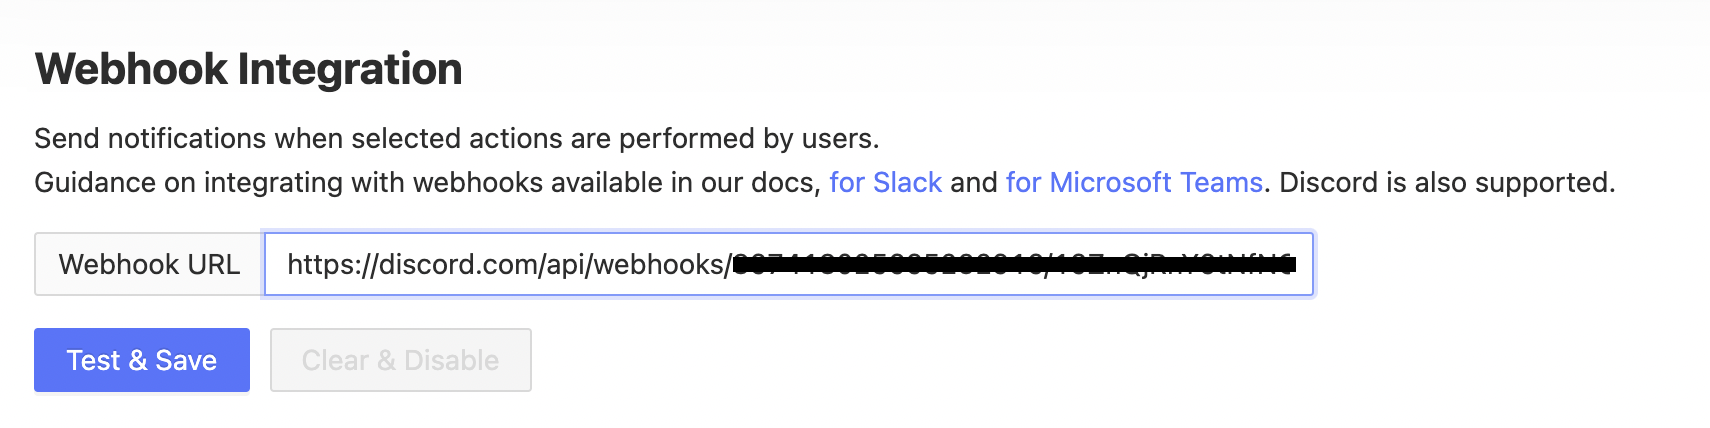 Webhook Integration
Send notifications when selected actions are performed by users.
Guidance on integrating with webhooks available in our docs, for Slack and for Microsoft Teams. Discord is also supported.
Webhook URL https://discord.com/api/webhooks/
Test & Save Clear & Disable